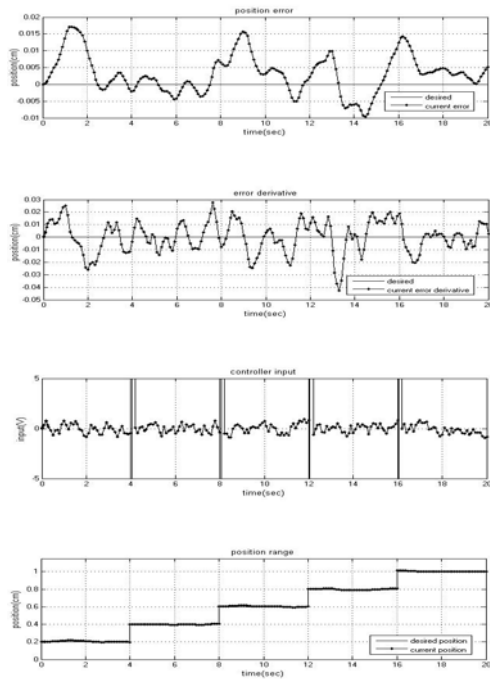 position error
position(cm)
0.02
0.015
0.01
0.005
0
-0.005
-0.01
0 2 4 6 8 10 12 14 16 18 20
time(sec)
desired
current error
error derivative
position(cm)
0.03
0.02
0.01
0
-0.01
-0.02
-0.03
-0.04
-0.05
0 2 4 6 8 10 12 14 16 18 20
time(sec)
desired
current error derivative
controller input
input(V)
5
0
-5
0 2 4 6 8 10 12 14 16 18 20
time(sec)
position range
position(cm)
1
0.8
0.6
0.4
0.2
0
0 2 4 6 8 10 12 14 16 18 20
time(sec)
desired position
current position